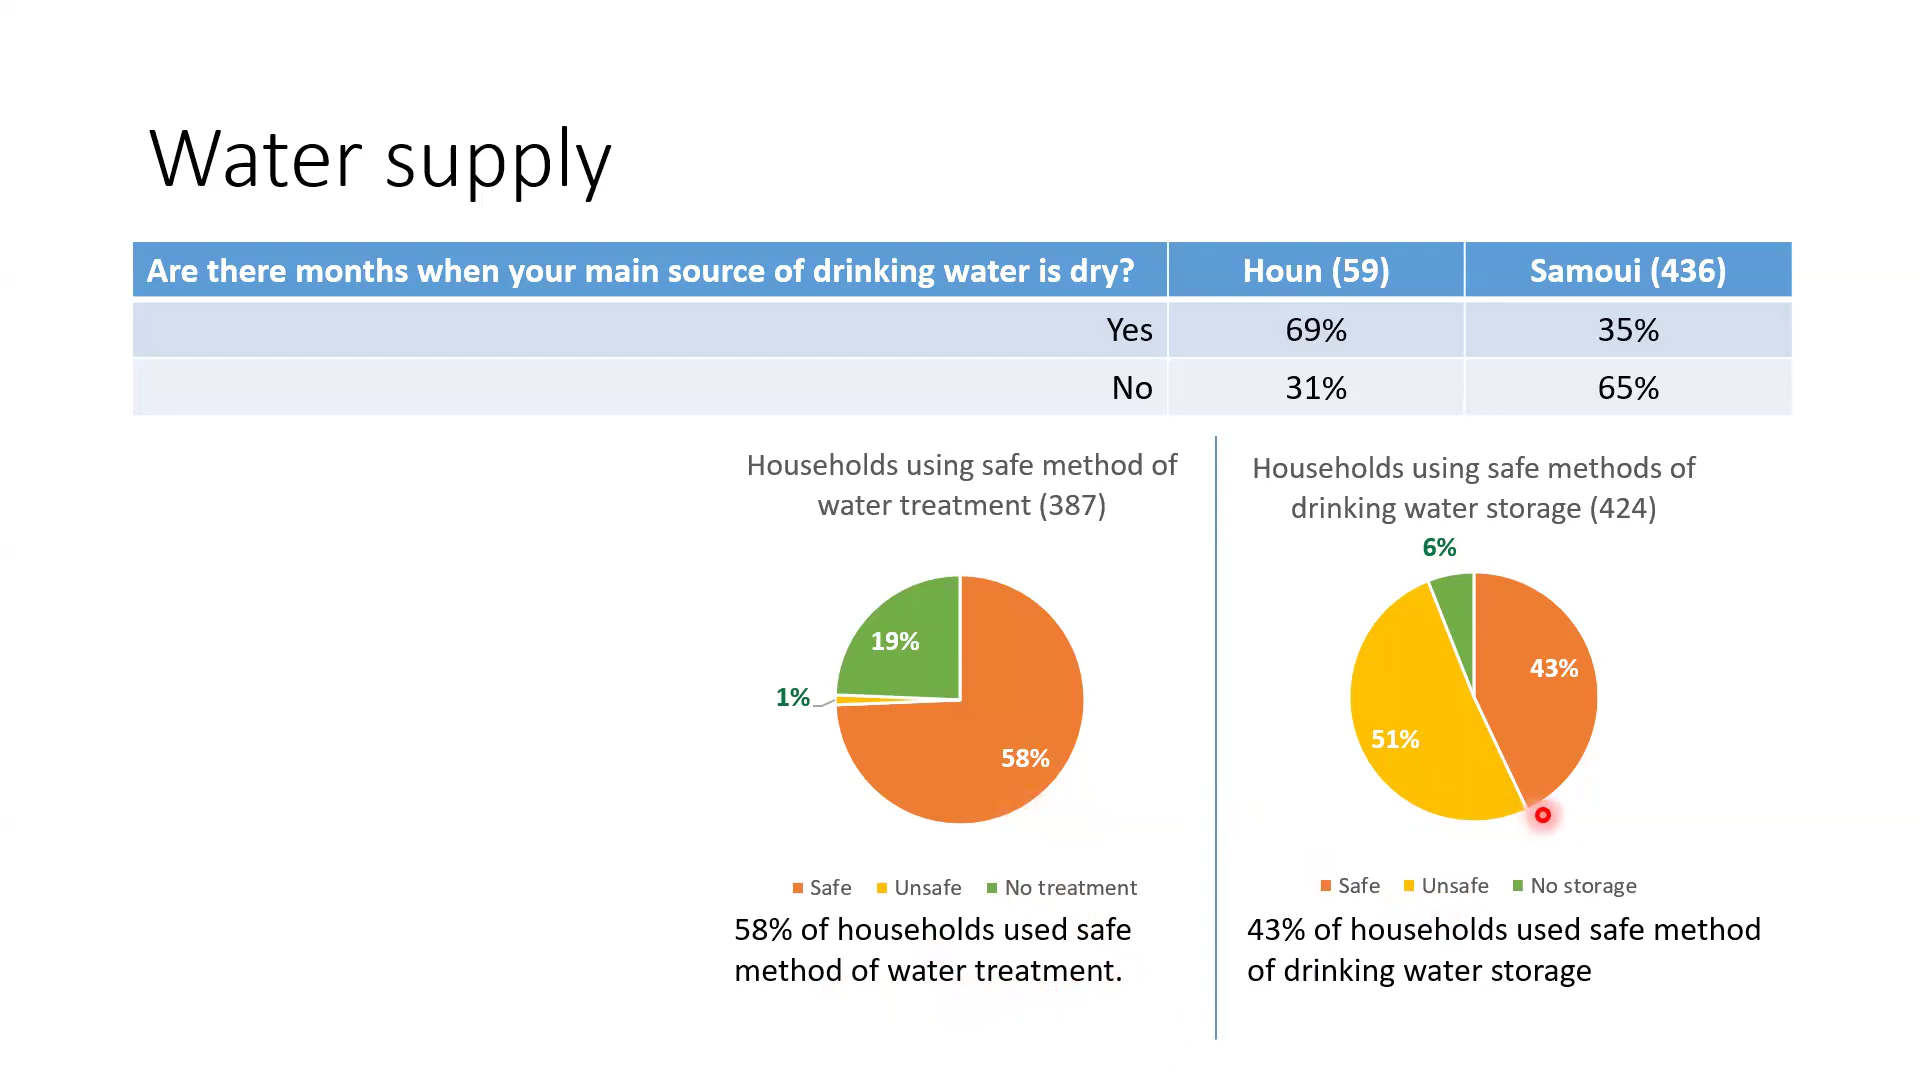 Water supply
Are there months when your main source of drinking water is dry? Houn (59) Samoui (436)
Yes 69% 35%
No 31% 65%
Households using safe method of
water treatment (387)
19%
1%
58%
Safe Unsafe No treatment
58% of households used safe
method of water treatment.
Households using safe methods of
drinking water storage (424)
6%
43%
51%
Safe Unsafe No storage
43% of households used safe method
of drinking water storage